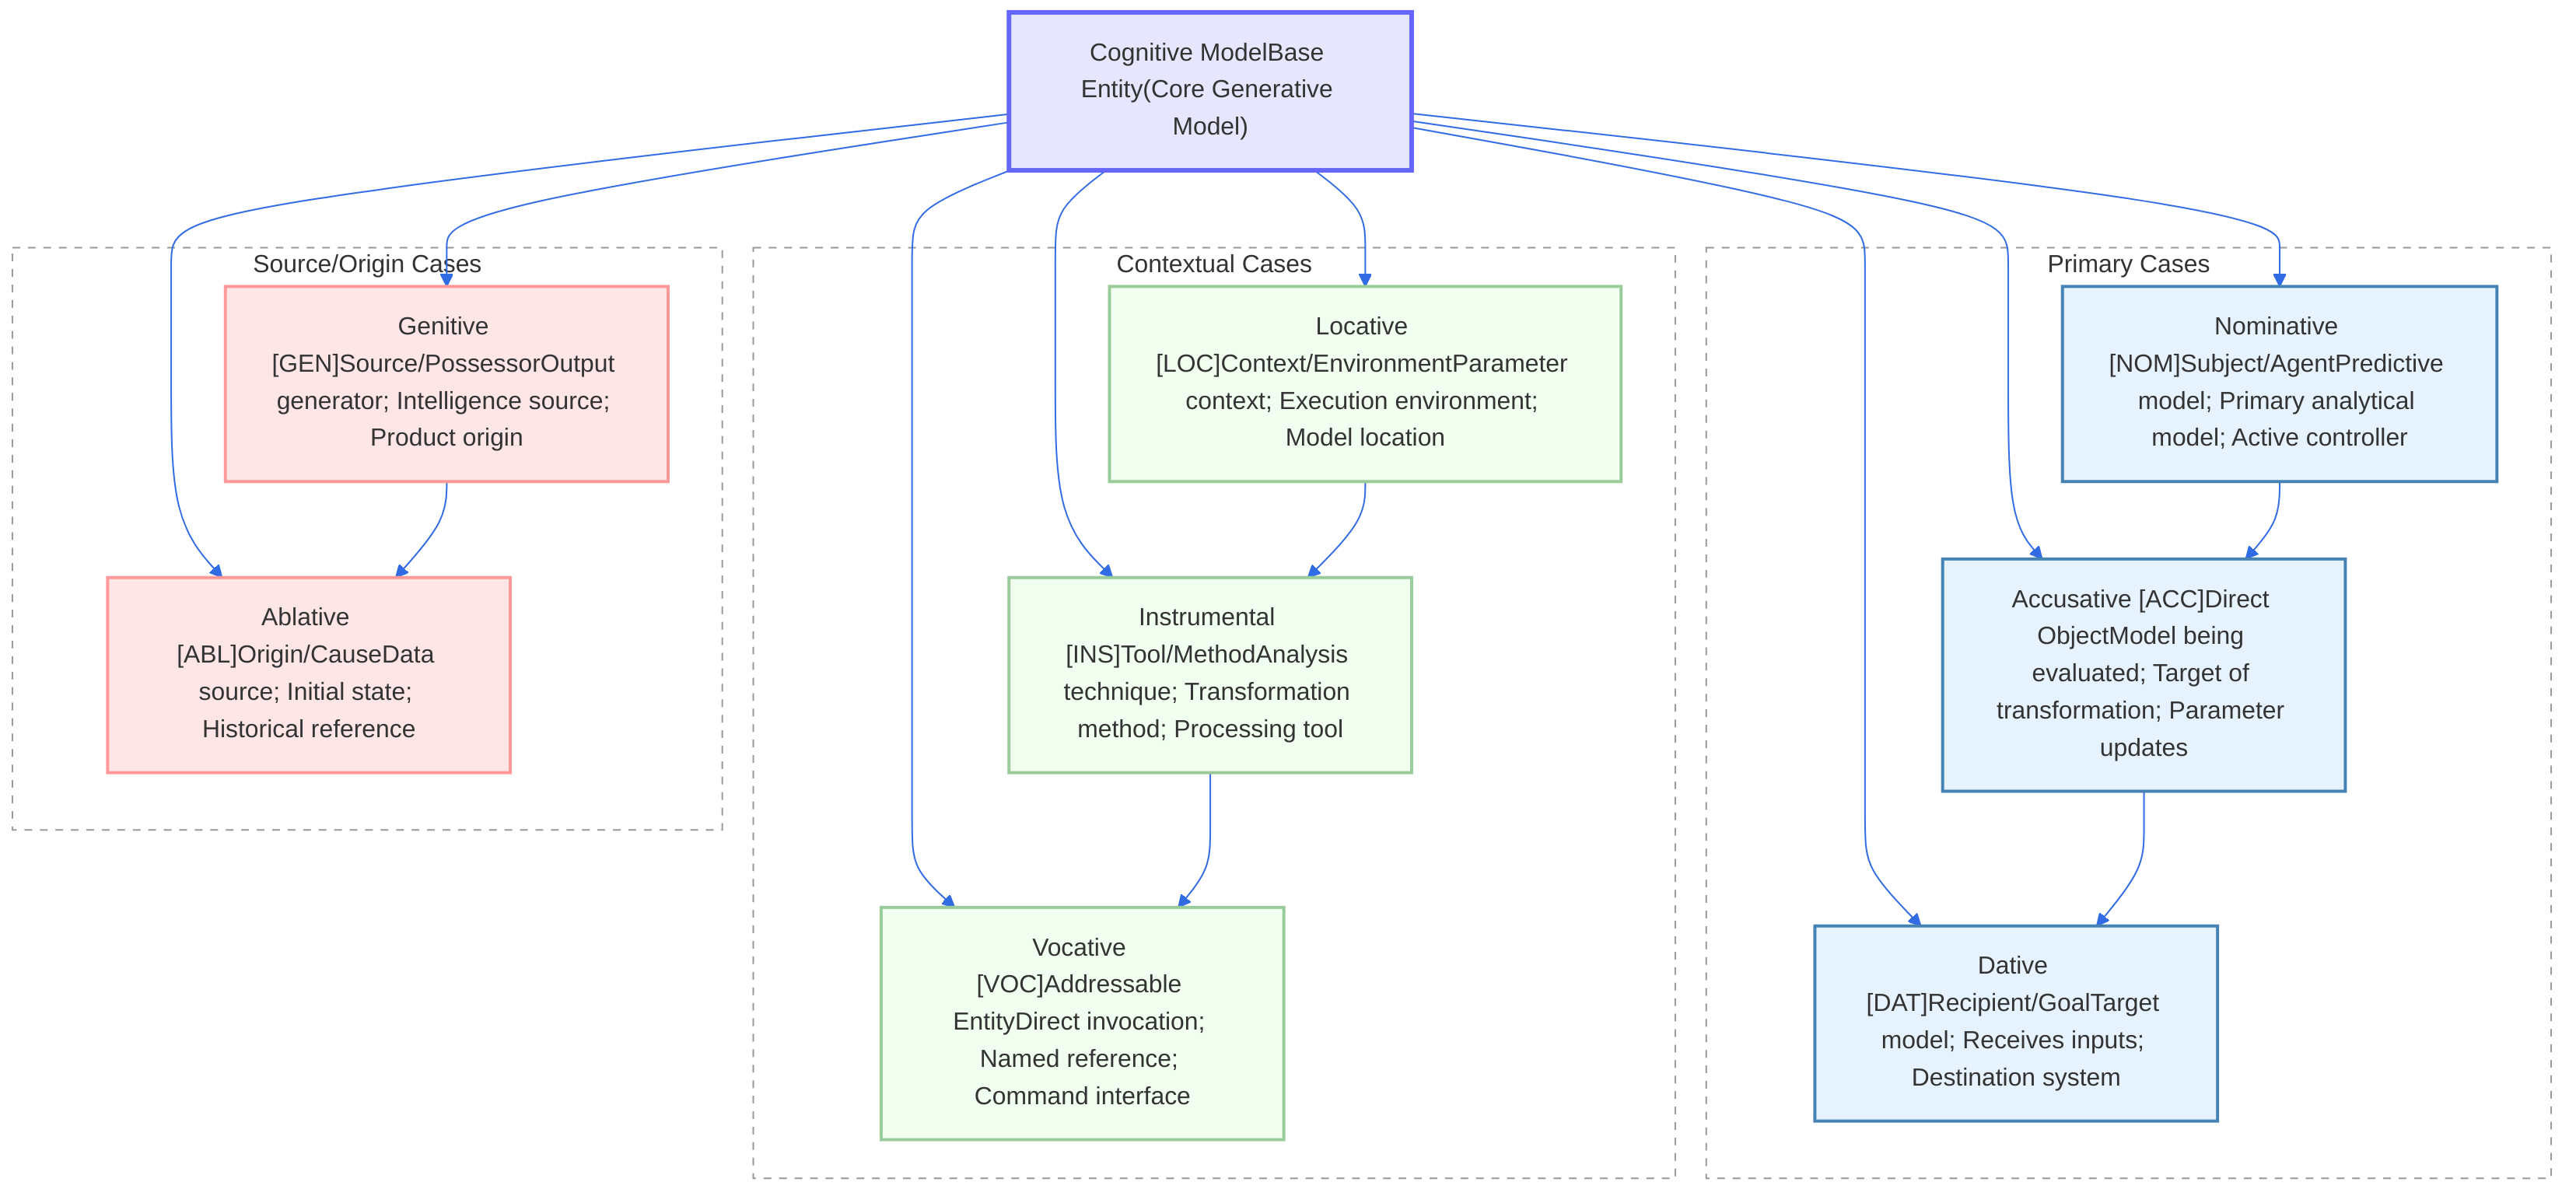 Cognitive ModelBase
Entity(Core Generative
Model)
Source/Origin Cases
Genitive
[GEN]Source/PossessorOutput
generator; Intelligence source;
Product origin
Ablative
[ABL]Origin/CauseData
source; Initial state;
Historical reference
Contextual Cases
Locative
[LOC]Context/EnvironmentParameter
context; Execution environment;
Model location
Instrumental
[INS]Tool/MethodAnalysis
technique; Transformation
method; Processing tool
Vocative
[VOC]Addressable
EntityDirect invocation;
Named reference;
Command interface
Primary Cases
Nominative
[NOM]Subject/AgentPredictive
model; Primary analytical
model; Active controller
Accusative [ACC]Direct
ObjectModel being
evaluated; Target of
transformation; Parameter
updates
Dative
[DAT]Recipient/GoalTarget
model; Receives inputs;
Destination system